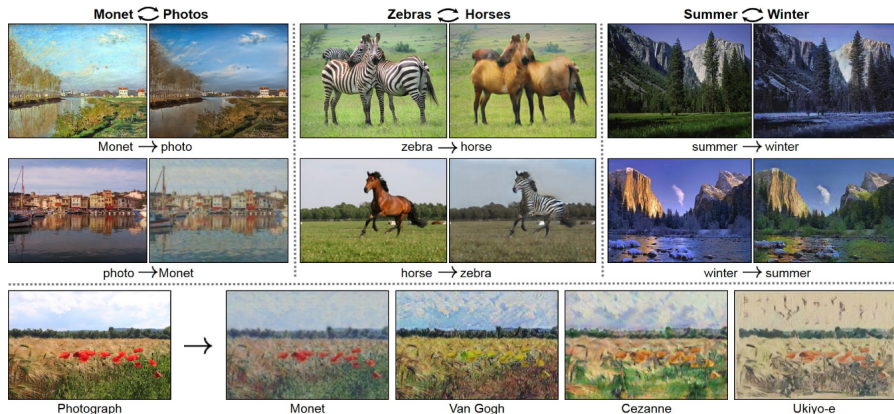 Monet Photos
Zebras Horses
Summer Winter
Monet → photo
zebra → horse
summer → winter
photo → Monet
horse → zebra
winter → summer
Photograph
Monet
Van Gogh
Cezanne
Ukiyo-e